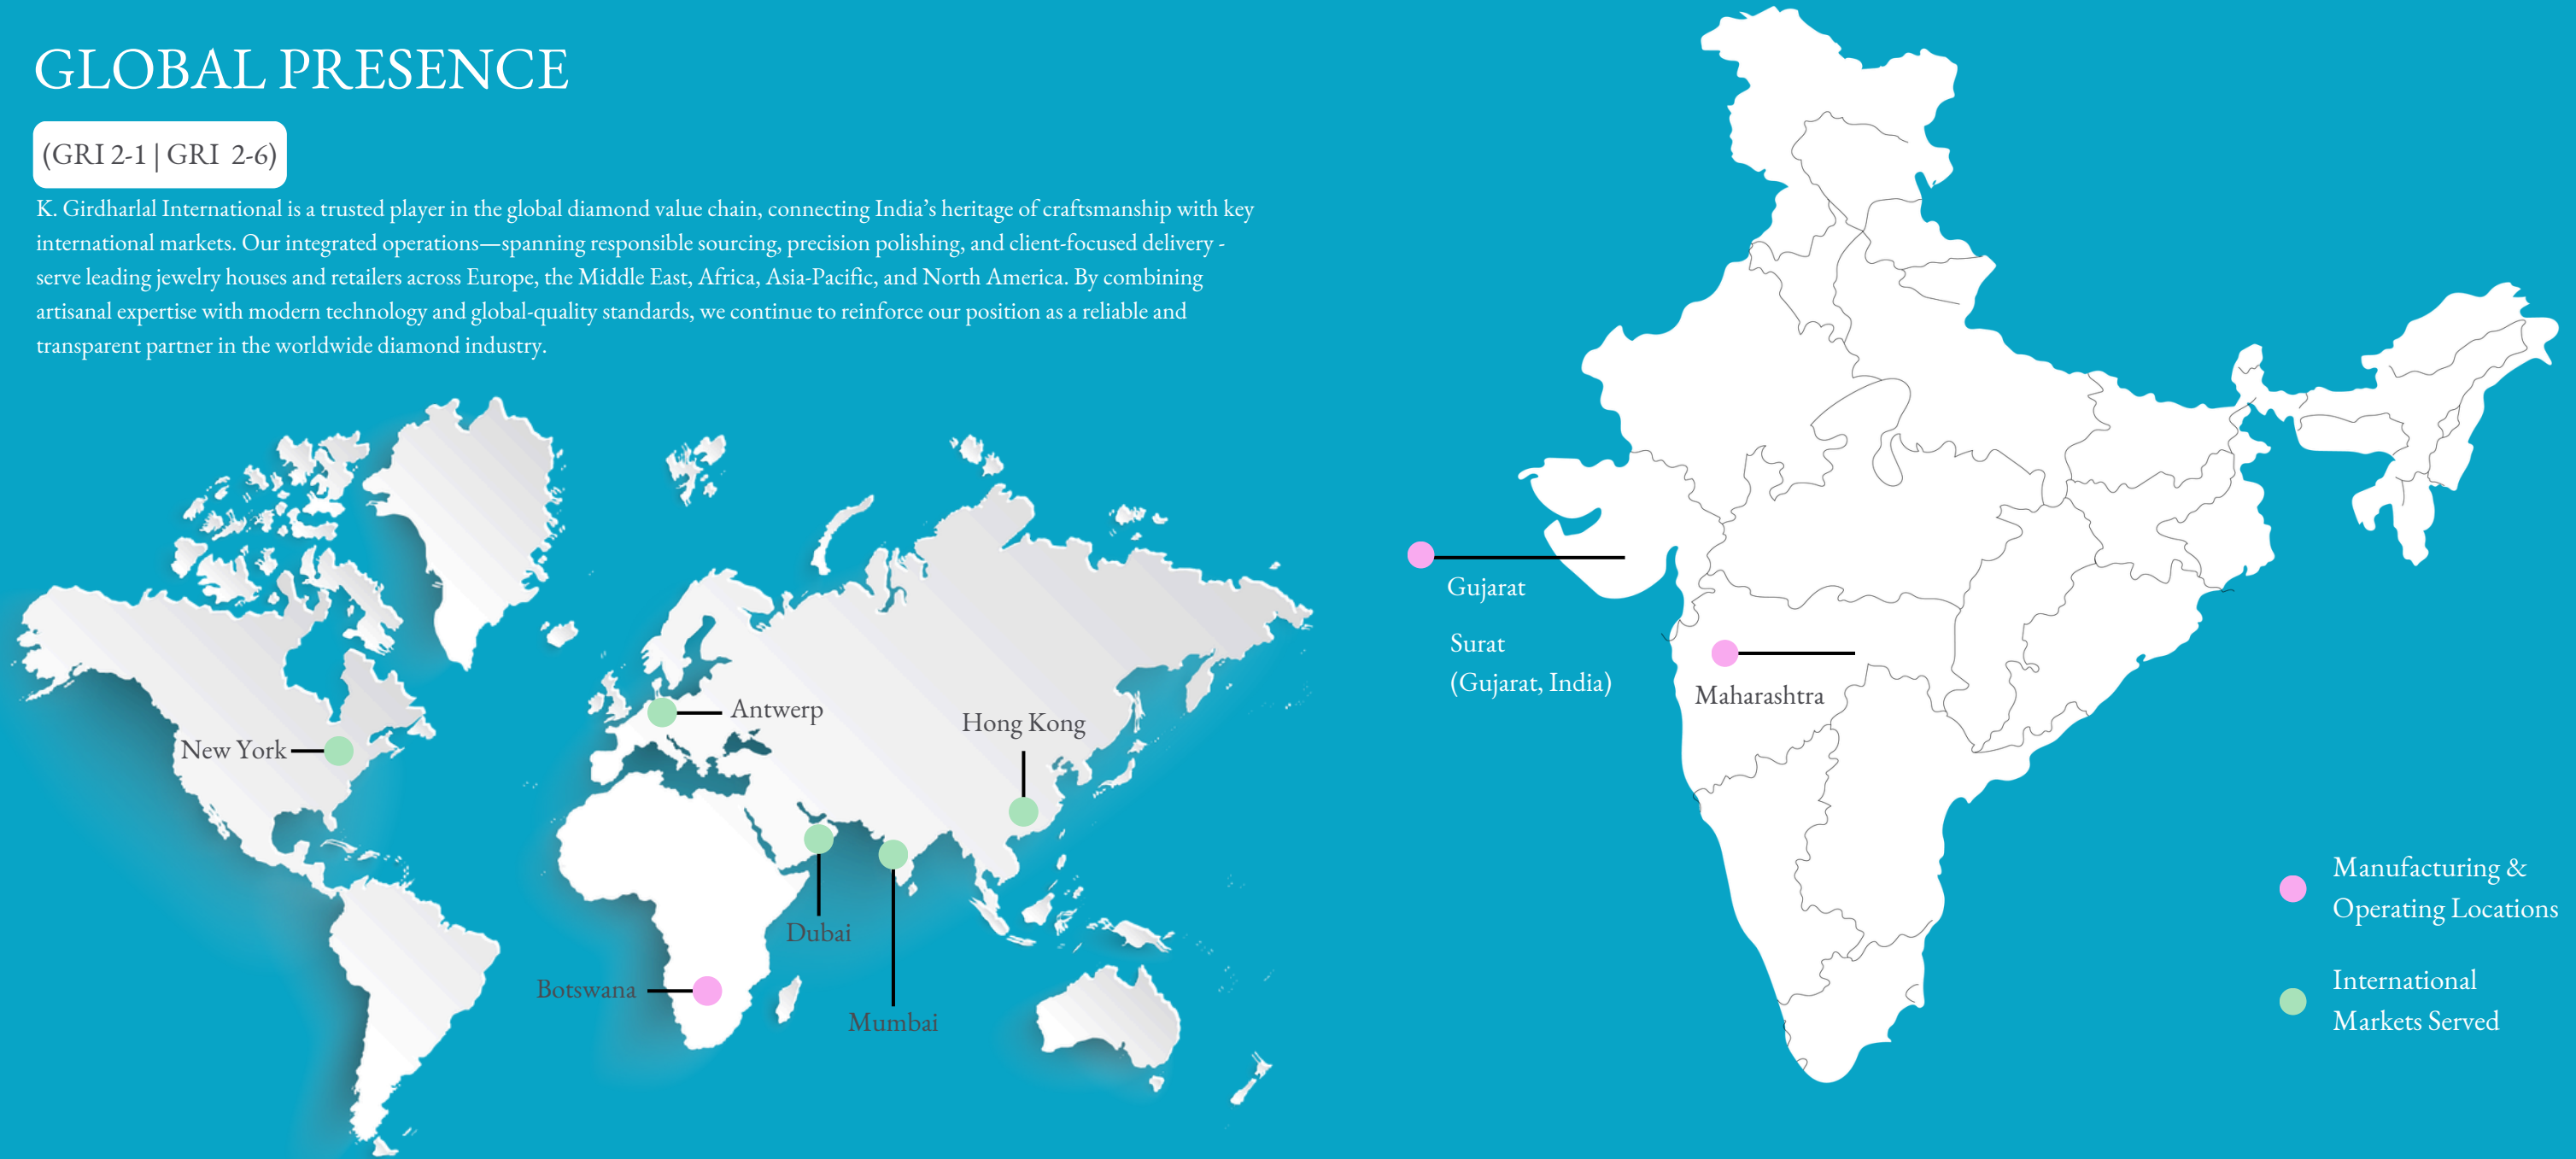 GLOBAL PRESENCE
(GRI 2-1 | GRI 2-6)
K. Girdharlal International is a trusted player in the global diamond value chain, connecting India’s heritage of craftsmanship with key
international markets. Our integrated operations—spanning responsible sourcing, precision polishing, and client-focused delivery -
serve leading jewelry houses and retailers across Europe, the Middle East, Africa, Asia-Pacific, and North America. By combining
artisanal expertise with modern technology and global-quality standards, we continue to reinforce our position as a reliable and
transparent partner in the worldwide diamond industry.
New York
Antwerp
Hong Kong
Dubai
Botswana
Mumbai
Gujarat
Surat
(Gujarat, India)
Maharashtra
Manufacturing &
Operating Locations
International
Markets Served